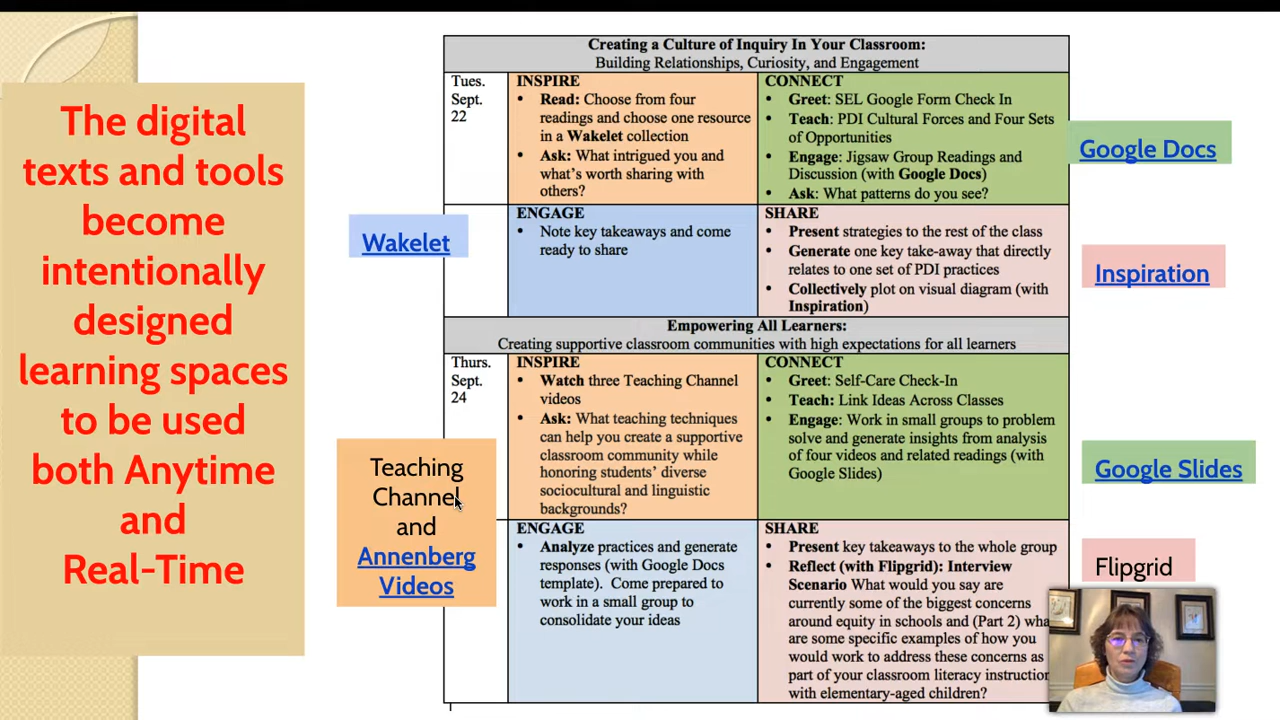 The digital
texts and tools
become
intentionally
designed
learning spaces
to be used
both Anytime
and
Real-Time
Creating a Culture of Inquiry In Your Classroom:
Building Relationships, Curiosity, and Engagement
Tues.
Sept.
22
INSPIRE
• Read: Choose from four
readings and choose one resource
in a Wakelet collection
• Ask: What intrigued you and
what's worth sharing with
others?
CONNECT
• Greet: SEL Google Form Check In
• Teach: PDI Cultural Forces and Four Sets
of Opportunities
• Engage: Jigsaw Group Readings and
Discussion (with Google Docs)
• Ask: What patterns do you see?
Google Docs
Wakelet
ENGAGE
• Note key takeaways and come
ready to share
SHARE
• Present strategies to the rest of the class
• Generate one key take-away that directly
relates to one set of PDI practices
• Collectively plot on visual diagram (with
Inspiration)
Inspiration
Empowering All Learners:
Creating supportive classroom communities with high expectations for all learners
Thurs.
Sept.
24
INSPIRE
• Watch three Teaching Channel
videos
• Ask: What teaching techniques
can help you create a supportive
classroom community while
honoring students' diverse
sociocultural and linguistic
backgrounds?
CONNECT
• Greet: Self-Care Check-In
• Teach: Link Ideas Across Classes
• Engage: Work in small groups to problem
solve and generate insights from analysis
of four videos and related readings (with
Google Slides)
Google Slides
Teaching
Channel
and
Annenberg
Videos
ENGAGE
• Analyze practices and generate
responses (with Google Docs
template). Come prepared to
work in a small group to
consolidate your ideas
SHARE
• Present key takeaways to the whole group
• Reflect (with Flipgrid): Interview
Scenario What would you say are
currently some of the biggest concerns
around equity in schools and (Part 2)
are some specific examples of how you
would work to address these concerns as
part of your classroom literacy instruction
with elementary-aged children?
Flipgrid